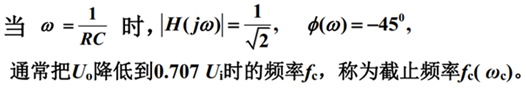 当 ω = 1/RC 时,|H(jω)|= 1/√2, ϕ(ω)=−45⁰,
通常把Uₒ降低到0.707 Uᵢ时的频率f꜀，称为截止频率f꜀( ω꜀)。